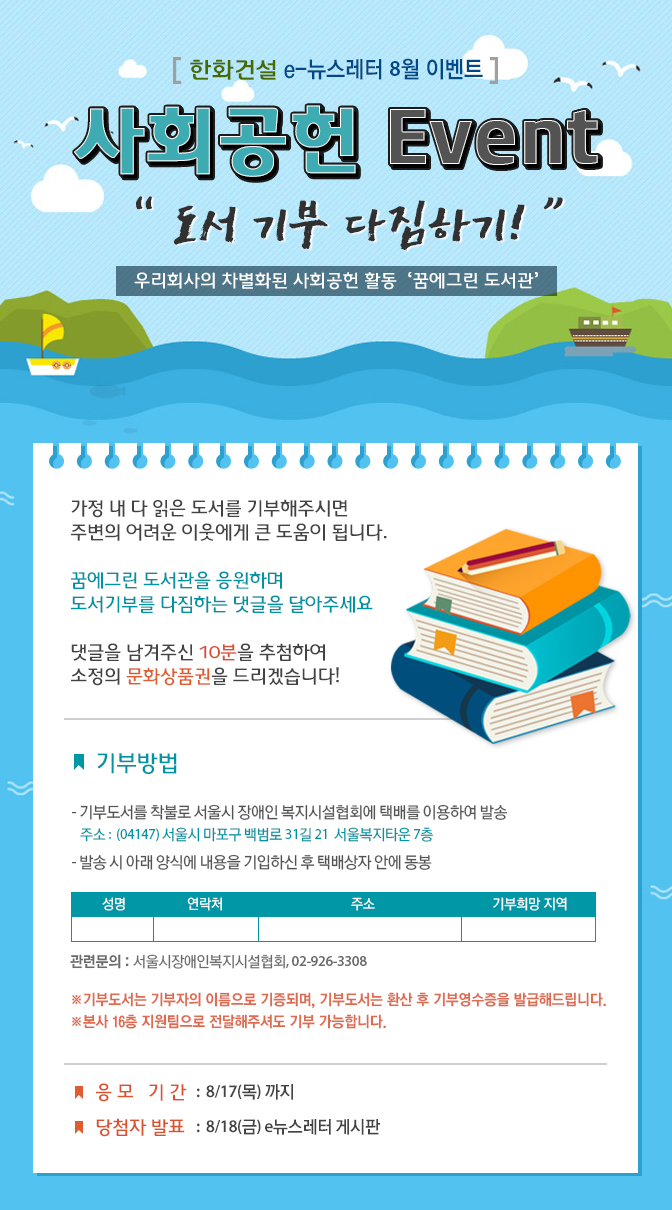 [ 한화건설 e-뉴스레터 8월 이벤트 ]
사회공헌 Event
“ 도서 기부 다짐하기! ”
우리회사의 차별화된 사회공헌 활동 ‘꿈에그린 도서관’
가정 내 다 읽은 도서를 기부해주시면
주변의 어려운 이웃에게 큰 도움이 됩니다.
꿈에그린 도서관을 응원하며
도서기부를 다짐하는 댓글을 달아주세요
댓글을 남겨주신 10분을 추첨하여
소정의 문화상품권을 드리겠습니다!
기부방법
- 기부도서를 착불로 서울시 장애인 복지시설협회에 택배를 이용하여 발송
주소 : (04147) 서울시 마포구 백범로 31길 21 서울복지타운 7층
- 발송 시 아래 양식에 내용을 기입하신 후 택배상자 안에 동봉
성명 연락처 주소 기부희망 지역
관련문의 : 서울시장애인복지시설협회, 02-926-3308
※기부도서는 기부자의 이름으로 기증되며, 기부도서는 환산 후 기부영수증을 발급해드립니다.
※본사 16층 지원팀으로 전달해주셔도 기부 가능합니다.
응 모 기 간 : 8/17(목) 까지
당첨자 발표 : 8/18(금) e뉴스레터 게시판